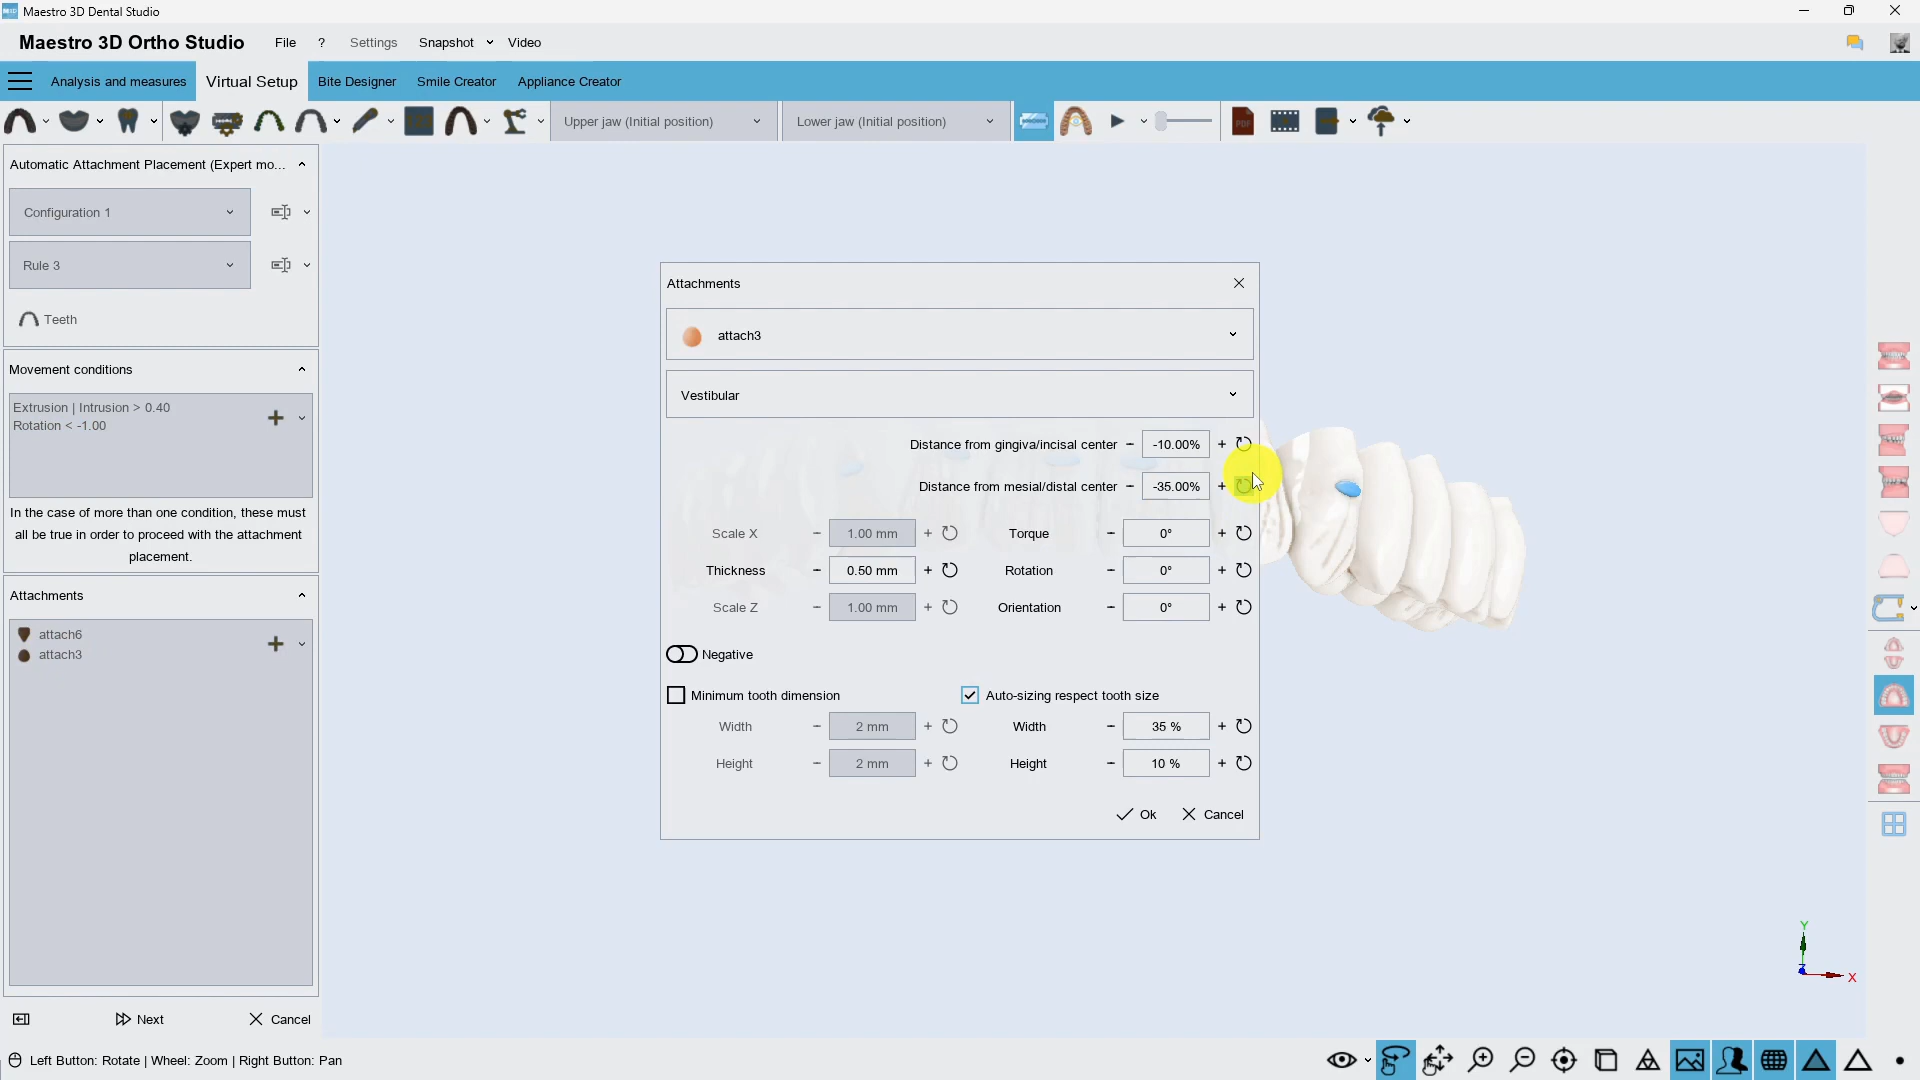 Maestro 3D Dental Studio
Maestro 3D Ortho Studio File ? Settings Snapshot Video
Analysis and measures Virtual Setup Bite Designer Smile Creator Appliance Creator
Upper jaw (Initial position) Lower jaw (Initial position) PDF
Automatic Attachment Placement (Expert mo...
Configuration 1
Rule 3
Teeth
Movement conditions
Extrusion | Intrusion > 0.40
Rotation < -1.00
In the case of more than one condition, these must
all be true in order to proceed with the attachment
placement.
Attachments
attach6
attach3
Next Cancel
Attachments
attach3
Vestibular
Distance from gingiva/incisal center - -10.00% +
Distance from mesial/distal center - -35.00% +
Scale X - 1.00 mm + Torque - 0° +
Thickness - 0.50 mm + Rotation - 0° +
Scale Z - 1.00 mm + Orientation - 0° +
Negative
Minimum tooth dimension Auto-sizing respect tooth size
Width - 2 mm + Width - 35 % +
Height - 2 mm + Height - 10 % +
Ok Cancel
Y
Z
X
Left Button: Rotate | Wheel: Zoom | Right Button: Pan